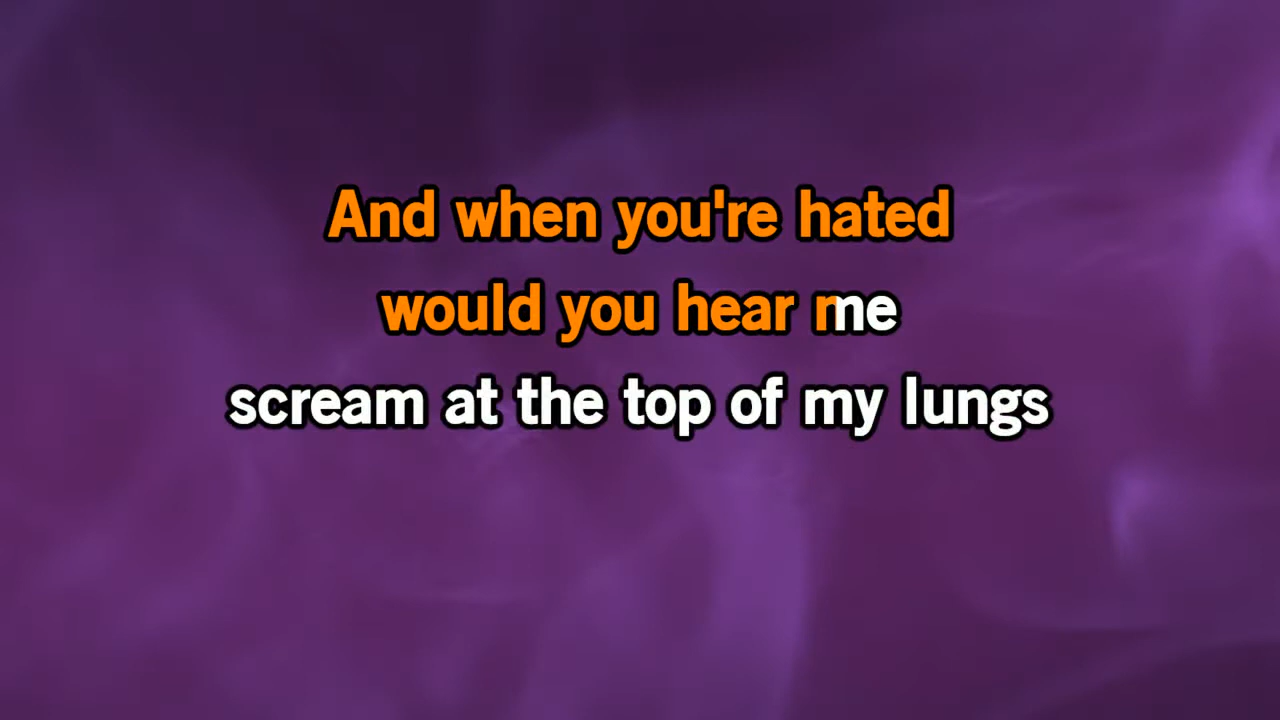 And when you're hated
would you hear me
scream at the top of my lungs